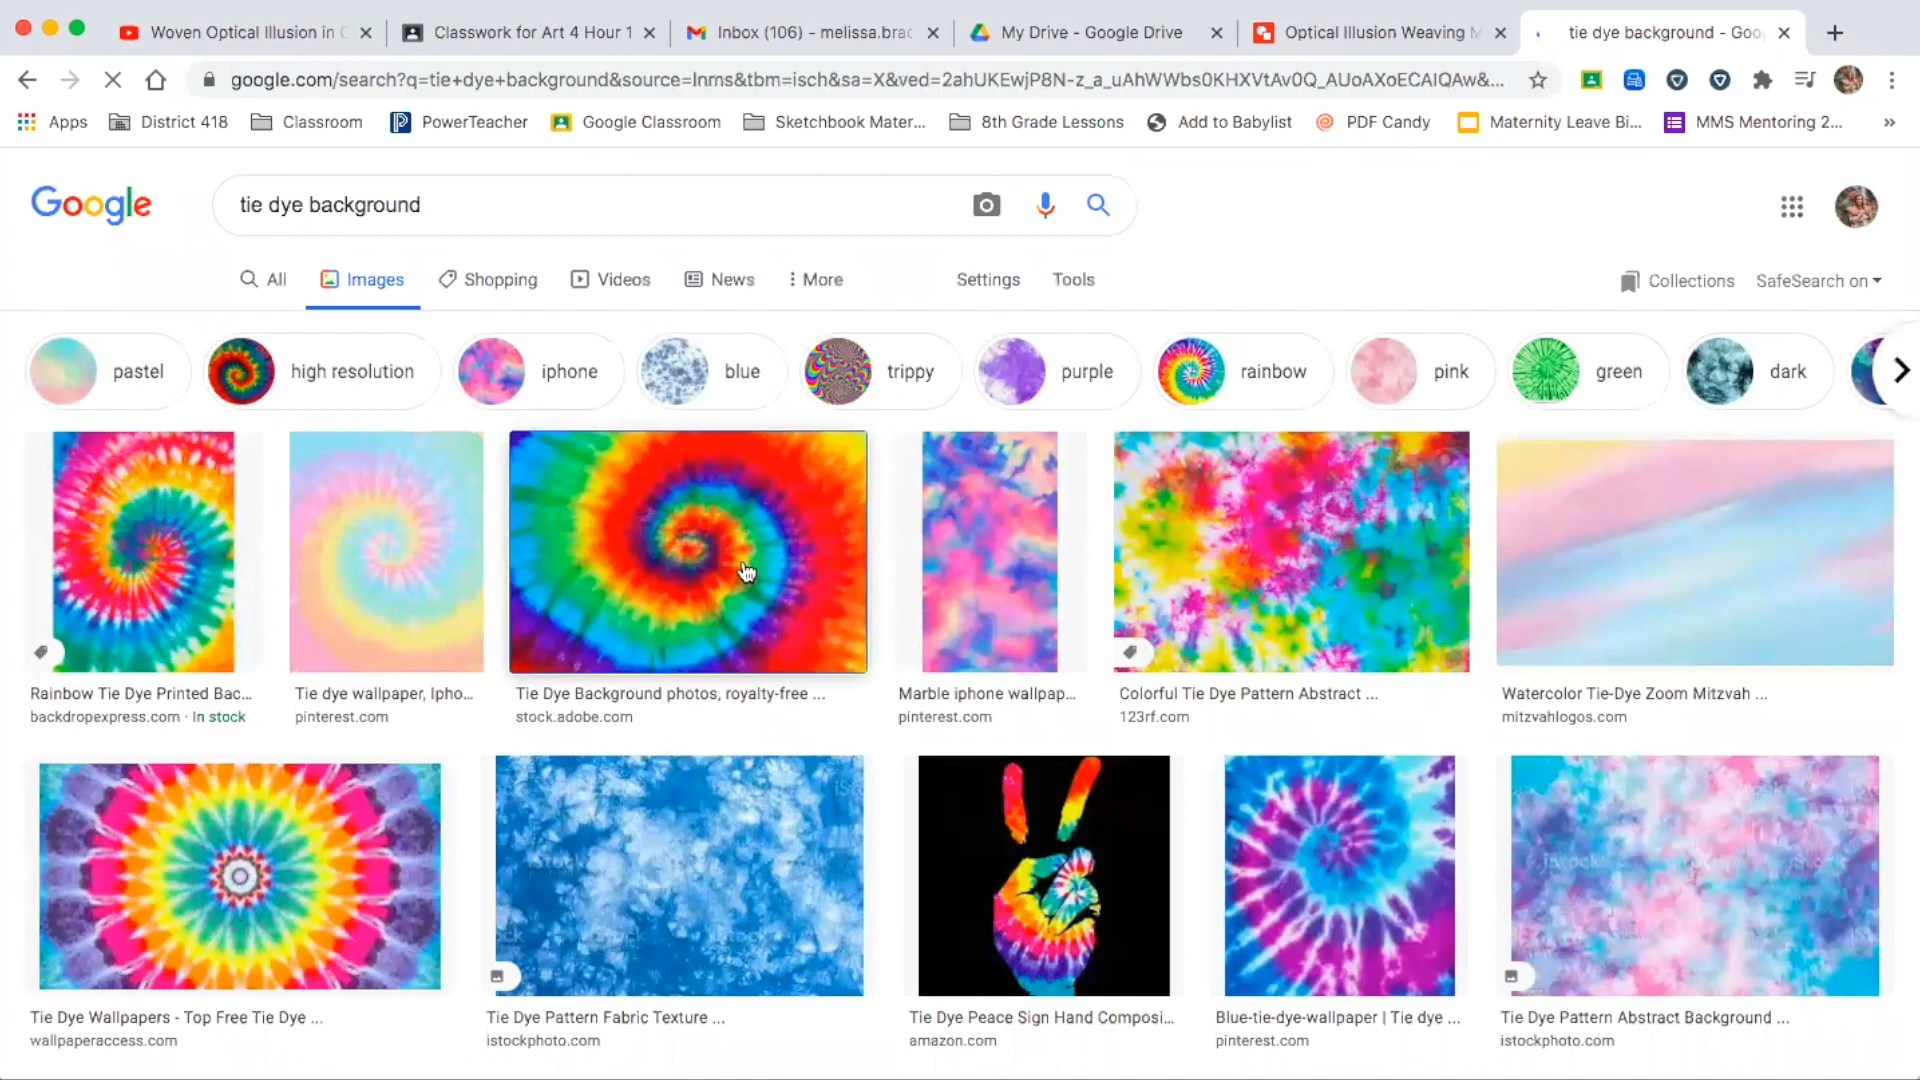 Woven Optical Illusion in C
Classwork for Art 4 Hour 1
Inbox (106) - melissa.brac
My Drive - Google Drive
Optical Illusion Weaving M
tie dye background - Goo
google.com/search?q=tie+dye+background&source=lnms&tbm=isch&sa=X&ved=2ahUKEwjP8N-z_a_uAhWWbs0KHXVtAv0Q_AUoAXoECAIQAw&...
Apps
District 418
Classroom
PowerTeacher
Google Classroom
Sketchbook Mater...
8th Grade Lessons
Add to Babylist
PDF Candy
Maternity Leave Bi...
MMS Mentoring 2...
»
Google
tie dye background
All
Images
Shopping
Videos
News
More
Settings
Tools
Collections
SafeSearch on
pastel
high resolution
iphone
blue
trippy
purple
rainbow
pink
green
dark
Rainbow Tie Dye Printed Bac...
backdropexpress.com · In stock
Tie dye wallpaper, Ipho...
pinterest.com
Tie Dye Background photos, royalty-free ...
stock.adobe.com
Marble iphone wallpap...
pinterest.com
Colorful Tie Dye Pattern Abstract ...
123rf.com
Watercolor Tie-Dye Zoom Mitzvah ...
mitzvahlogos.com
Tie Dye Wallpapers - Top Free Tie Dye ...
wallpaperaccess.com
Tie Dye Pattern Fabric Texture ...
istockphoto.com
Tie Dye Peace Sign Hand Composi...
amazon.com
Blue-tie-dye-wallpaper | Tie dye ...
pinterest.com
Tie Dye Pattern Abstract Background ...
istockphoto.com